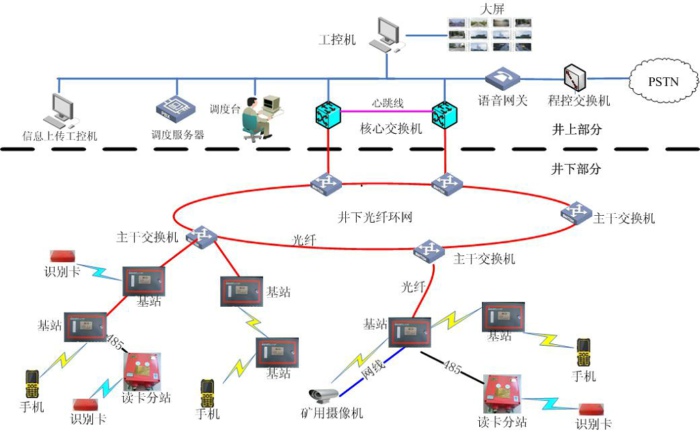 大屏
工控机
PSTN
语音网关
程控交换机
心跳线
核心交换机
调度台
信息上传工控机
调度服务器
井上部分
井下部分
井下光纤环网
主干交换机
主干交换机
光纤
主干交换机
识别卡
基站
基站
光纤
基站
485
基站
基站
基站
网线
485
手机
识别卡
读卡分站
手机
矿用摄像机
读卡分站
手机
识别卡